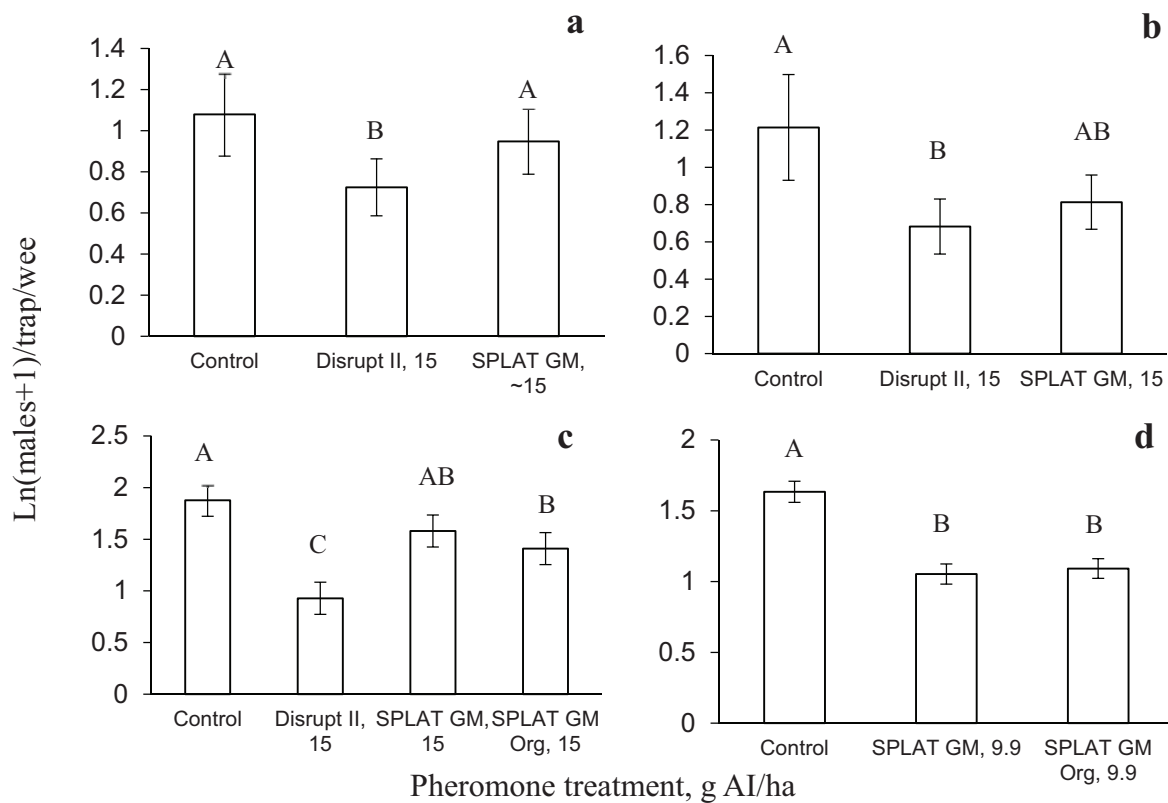 a
1.4
1.2
1
0.8
0.6
0.4
0.2
0
A
B
A
Control
Disrupt II, 15
SPLAT GM,
~15
b
1.6
1.4
1.2
1
0.8
0.6
0.4
0.2
0
A
B
AB
Control
Disrupt II, 15
SPLAT GM, 15
Ln(males+1)/trap/wee
c
2.5
2
1.5
1
0.5
0
A
C
AB
B
Control
Disrupt II,
15
SPLAT GM,
15
SPLAT GM
Org, 15
d
2
1.5
1
0.5
0
A
B
B
Control
SPLAT GM, 9.9
SPLAT GM
Org, 9.9
Pheromone treatment, g AI/ha